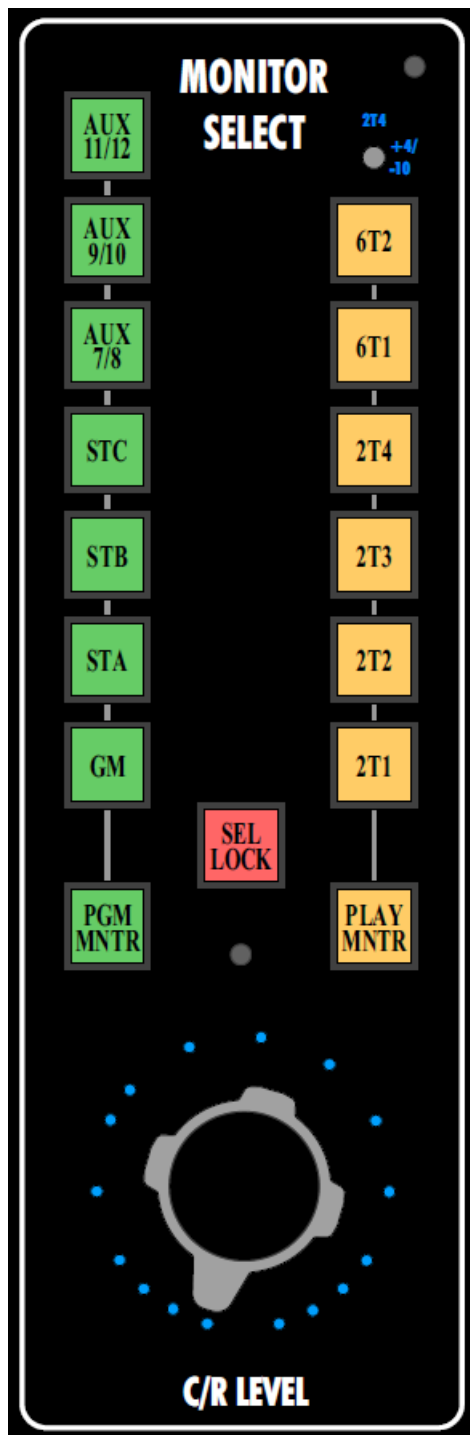 MONITOR
SELECT
2T4
+4/
-10
AUX
11/12
AUX
9/10
AUX
7/8
STC
STB
STA
GM
PGM
MNTR
6T2
6T1
2T4
2T3
2T2
2T1
PLAY
MNTR
SEL
LOCK
C/R LEVEL